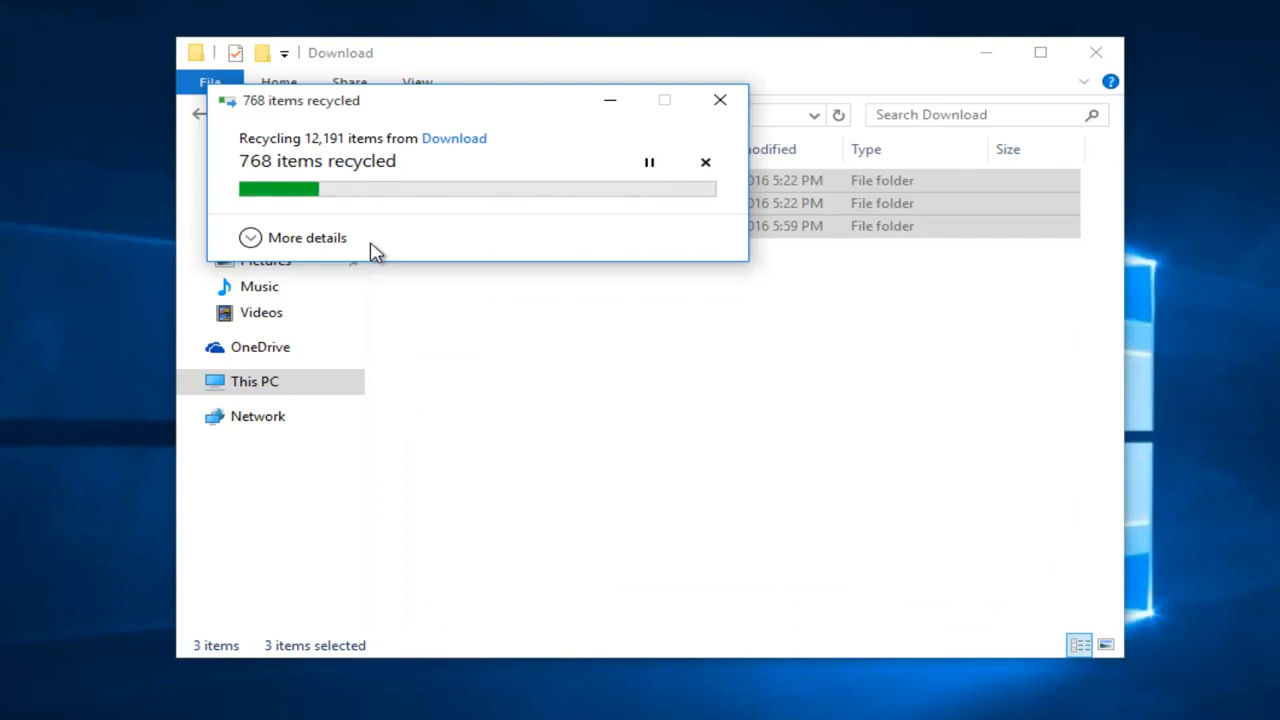 Download
File Home Share View
768 items recycled
Recycling 12,191 items from Download
768 items recycled
More details
Search Download
Type Size
016 5:22 PM File folder
016 5:22 PM File folder
016 5:59 PM File folder
Pictures
Music
Videos
OneDrive
This PC
Network
3 items 3 items selected